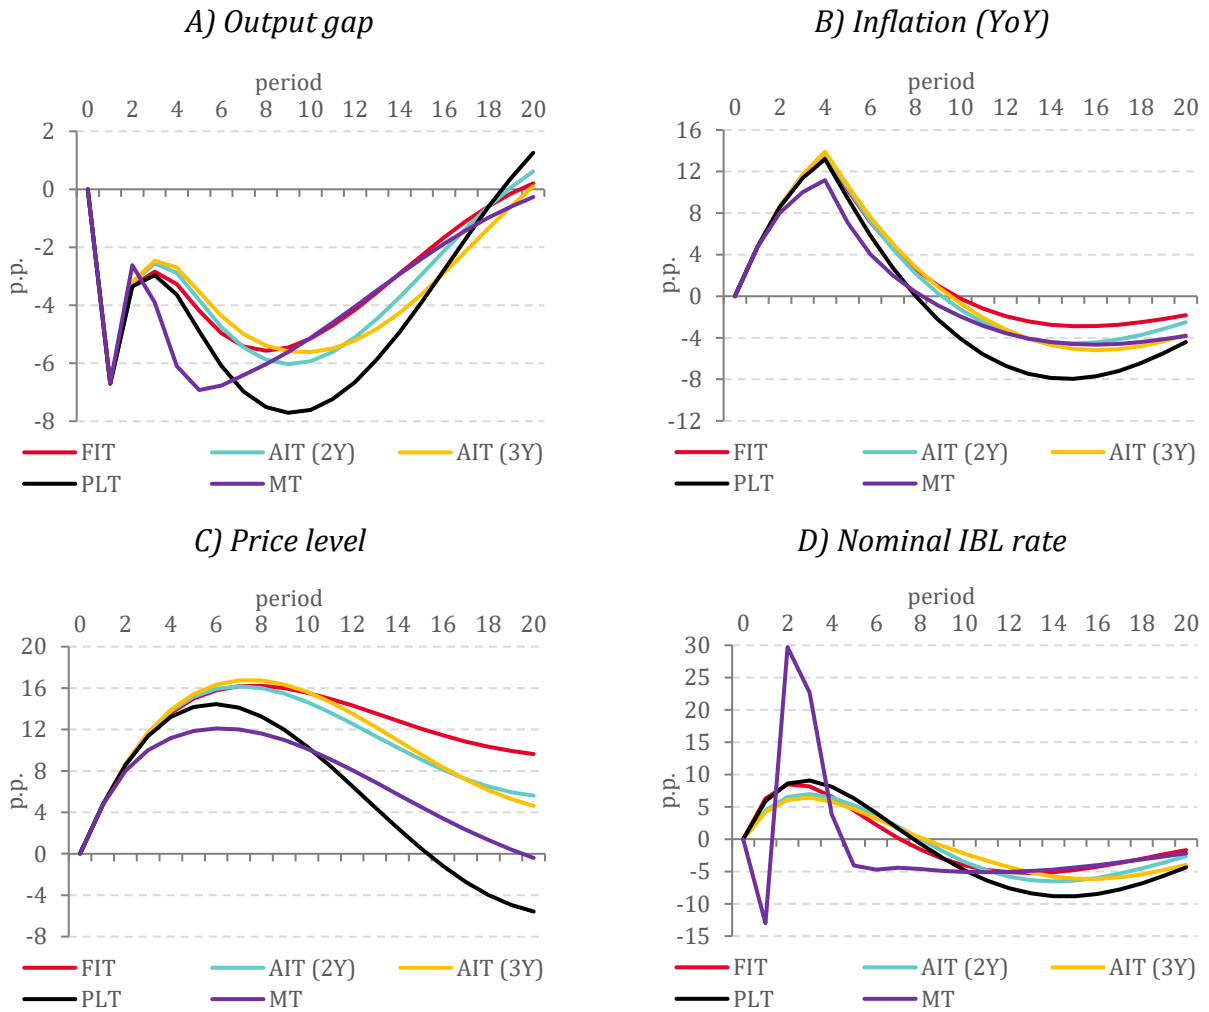 A) Output gap
period
0 2 4 6 8 10 12 14 16 18 20
2
0
-2
-4
-6
-8
p.p.
FIT AIT (2Y) AIT (3Y)
PLT MT
B) Inflation (YoY)
period
0 2 4 6 8 10 12 14 16 18 20
16
12
8
4
0
-4
-8
-12
p.p.
FIT AIT (2Y) AIT (3Y)
PLT MT
C) Price level
period
0 2 4 6 8 10 12 14 16 18 20
20
16
12
8
4
0
-4
-8
p.p.
FIT AIT (2Y) AIT (3Y)
PLT MT
D) Nominal IBL rate
period
0 2 4 6 8 10 12 14 16 18 20
30
25
20
15
10
5
0
-5
-10
-15
p.p.
FIT AIT (2Y) AIT (3Y)
PLT MT